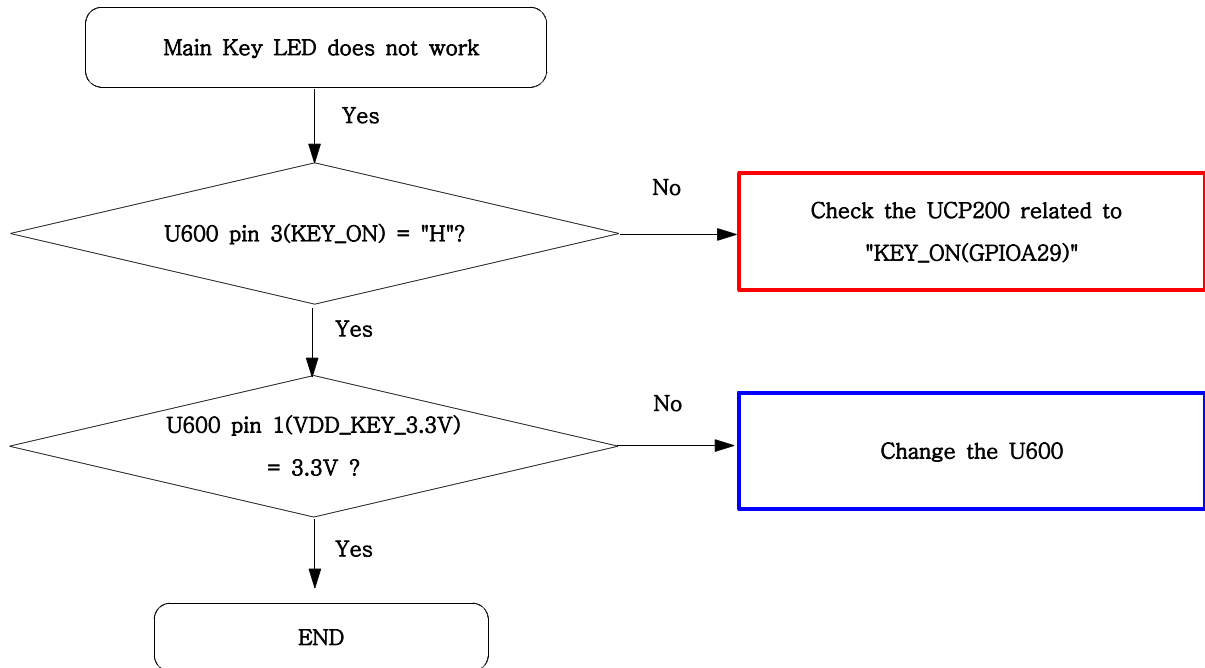 Main Key LED does not work
Yes
U600 pin 3(KEY_ON) = "H"?
No
Check the UCP200 related to
"KEY_ON(GPIOA29)"
Yes
U600 pin 1(VDD_KEY_3.3V)
= 3.3V ?
No
Change the U600
Yes
END